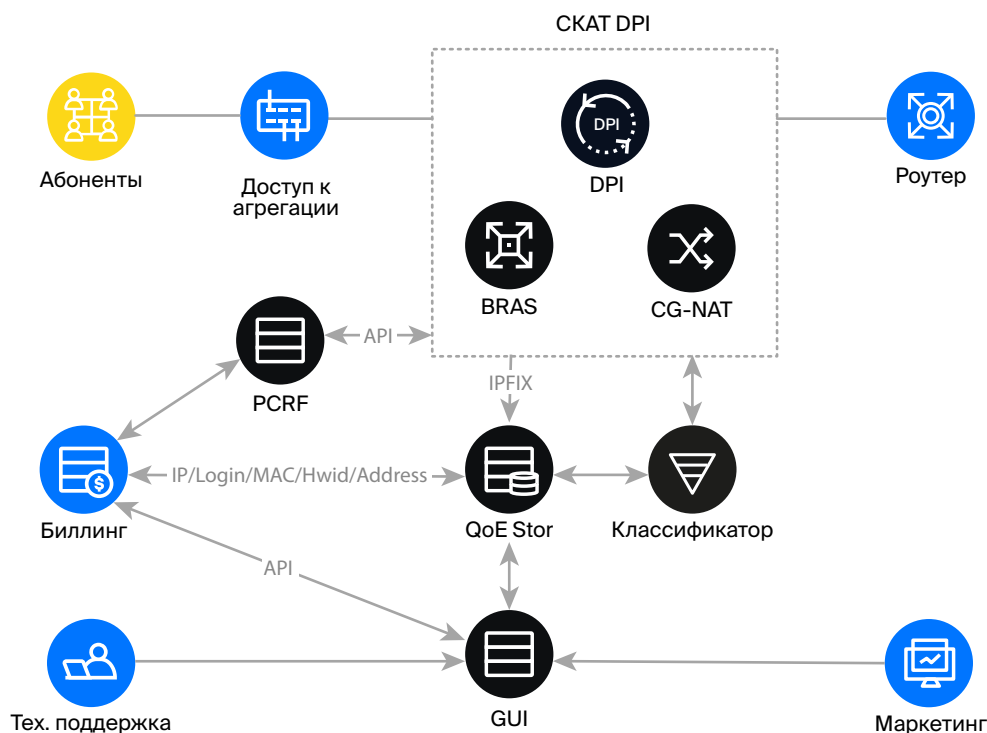 СКАТ DPI
DPI
DPI
Абоненты
Доступ к
агрегации
Роутер
BRAS
CG-NAT
API
IPFIX
PCRF
IP/Login/MAC/Hwid/Address
$
Биллинг
QoE Stor
Классификатор
API
Тех. поддержка
GUI
Маркетинг